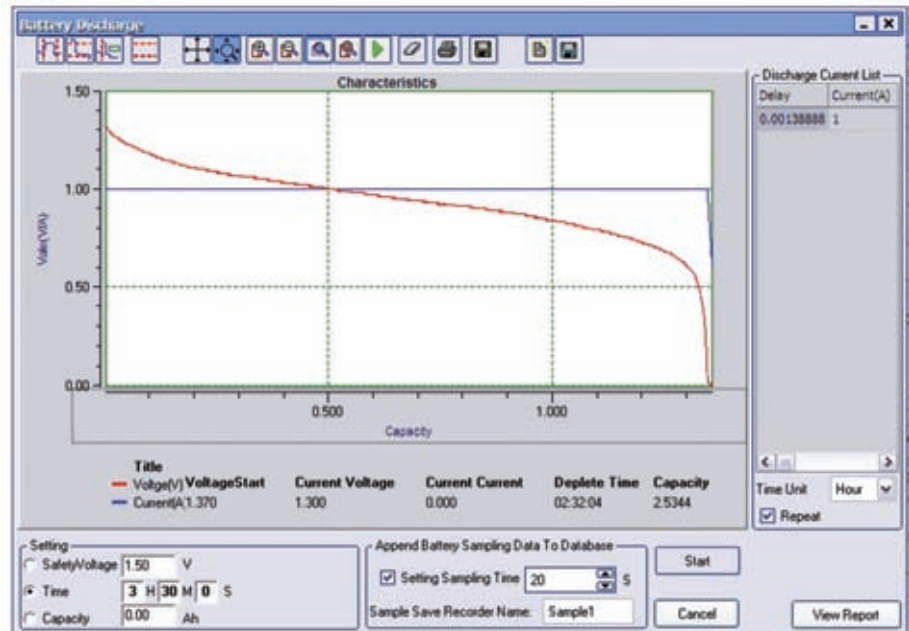 Battery Discharge
Characteristics
1.50
1.00
0.50
0.00
Vale(V/A)
0.500 1.000
Capacity
Title
Voltge(V) VoltageStart Current Voltage Current Current Deplete Time Capacity
Current(A 1.370 1.300 0.000 02:32:04 2.5344
Discharge Current List
Delay Current(A)
0.00138888 1
Time Unit Hour
Repeat
Setting
SafetyVoltage 1.50 V
Time 3 H 30 M 0 S
Capacity 0.00 Ah
Append Battery Sampling Data To Database
Setting Sampling Time 20 S
Sample Save Recorder Name: Sample1
Start
Cancel
View Report